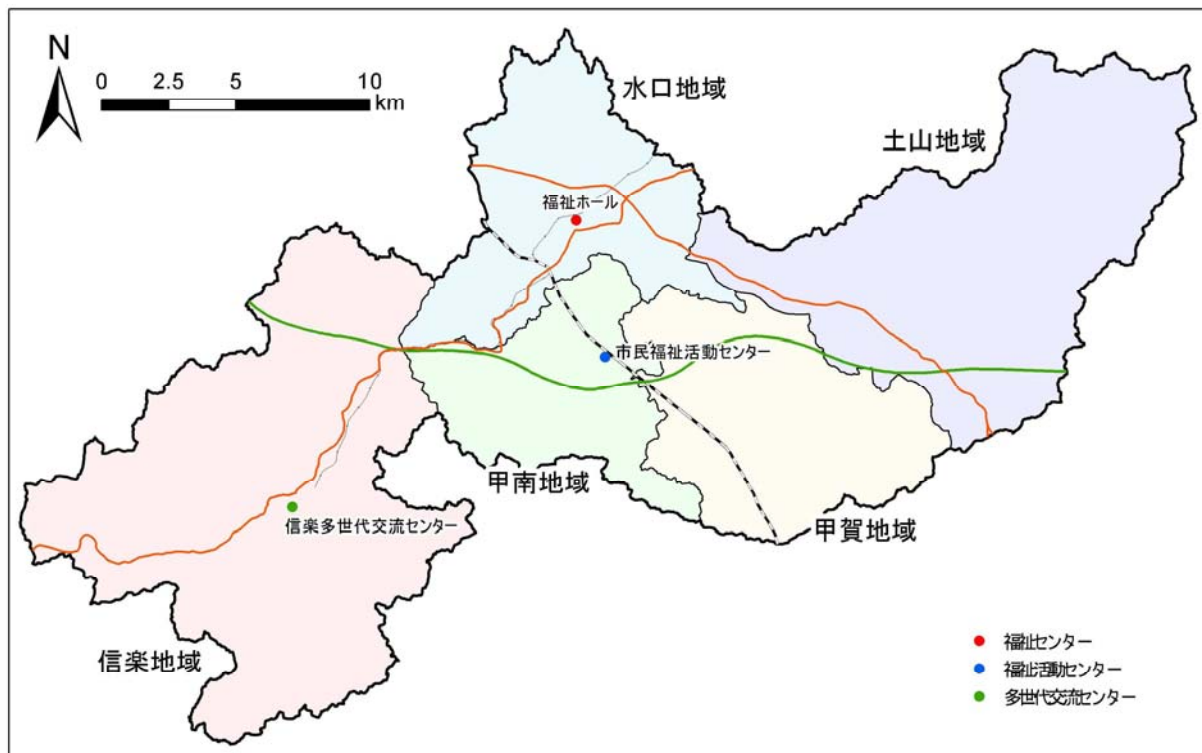 N
0 2.5 5 10
km
水口地域
土山地域
福祉ホール
市民福祉活動センター
甲南地域
信楽多世代交流センター
甲賀地域
信楽地域
福祉センター
福祉活動センター
多世代交流センター